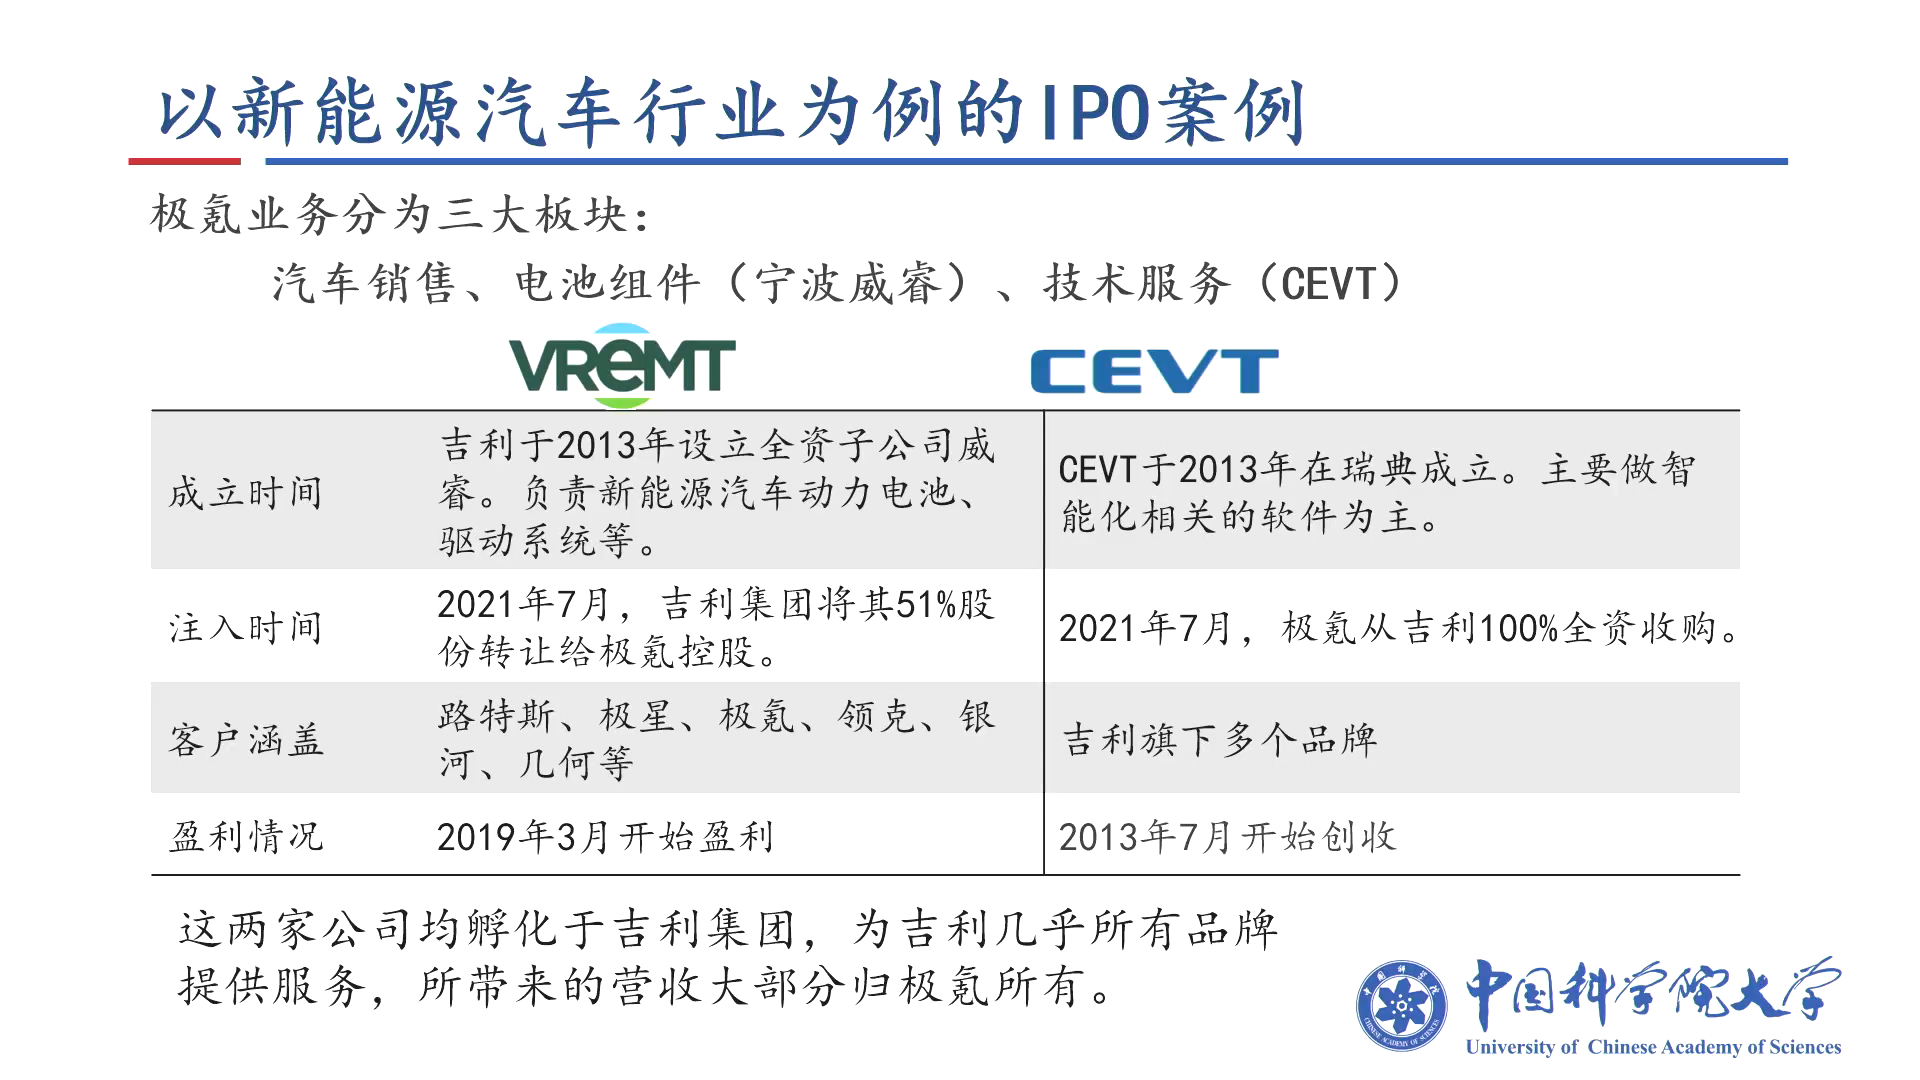 以新能源汽车行业为例的IPO案例
极氪业务分为三大板块：
汽车销售、电池组件（宁波威睿）、技术服务（CEVT）
VReMT
CEVT
成立时间
吉利于2013年设立全资子公司威
睿。负责新能源汽车动力电池、
驱动系统等。
CEVT于2013年在瑞典成立。主要做智
能化相关的软件为主。
注入时间
2021年7月，吉利集团将其51%股
份转让给极氪控股。
2021年7月，极氪从吉利100%全资收购。
客户涵盖
路特斯、极星、极氪、领克、银
河、几何等
吉利旗下多个品牌
盈利情况
2019年3月开始盈利
2013年7月开始创收
这两家公司均孵化于吉利集团，为吉利几乎所有品牌
提供服务，所带来的营收大部分归极氪所有。
中国科学院大学
University of Chinese Academy of Sciences